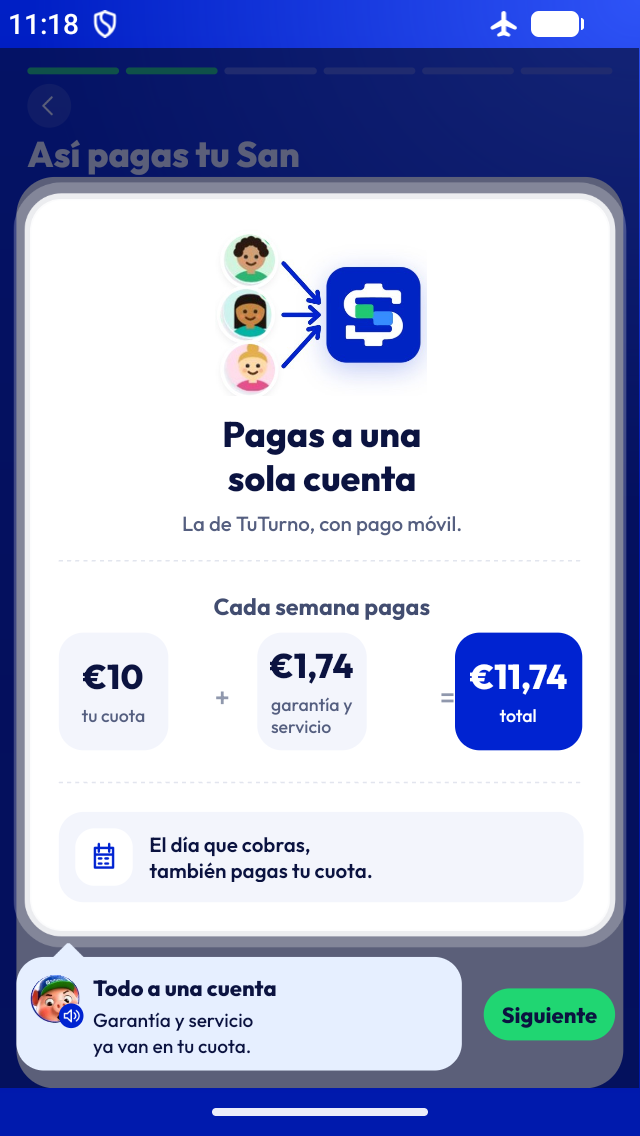 11:18
Así pagas tu San
Pagas a una
sola cuenta
La de TuTurno, con pago móvil.
Cada semana pagas
€10
tu cuota
+
€1,74
garantía y
servicio
=
€11,74
total
El día que cobras,
también pagas tu cuota.
Todo a una cuenta
Garantía y servicio
ya van en tu cuota.
Siguiente